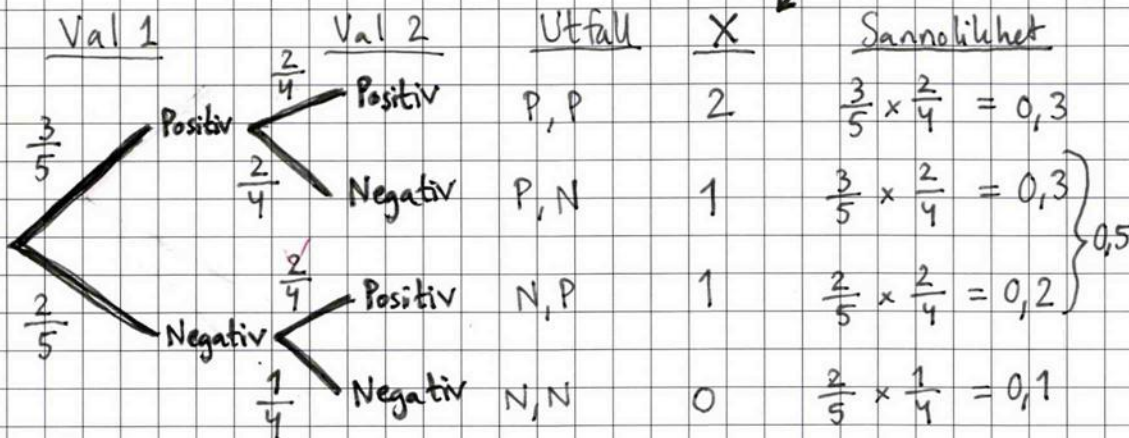 Val 1 Val 2 Utfall X Sannolikhet
3/5 Positiv 2/4 Positiv P, P 2 3/5 × 2/4 = 0,3
2/4 Negativ P, N 1 3/5 × 2/4 = 0,3
0,5
2/5 Negativ 2/4 Positiv N, P 1 2/5 × 2/4 = 0,2
1/4 Negativ N, N 0 2/5 × 1/4 = 0,1